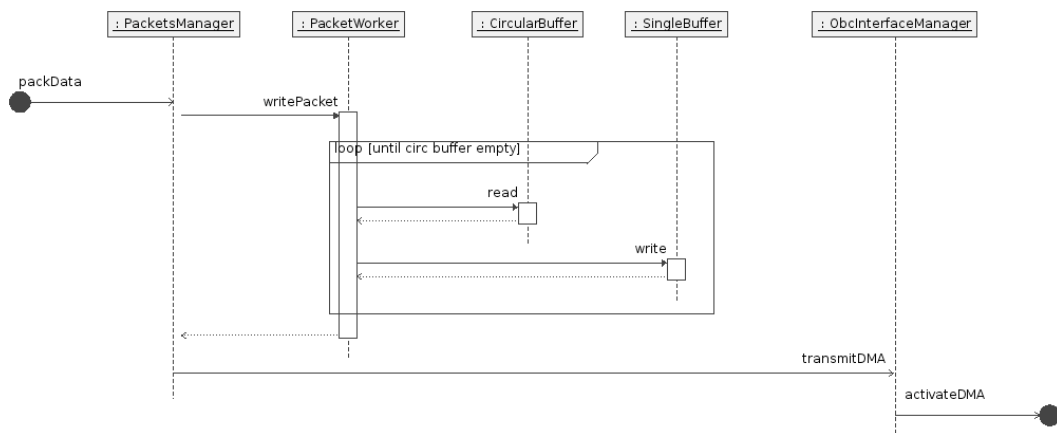 : PacketsManager
: PacketWorker
: CircularBuffer
: SingleBuffer
: ObcInterfaceManager
packData
writePacket
loop [until circ buffer empty]
read
write
transmitDMA
activateDMA